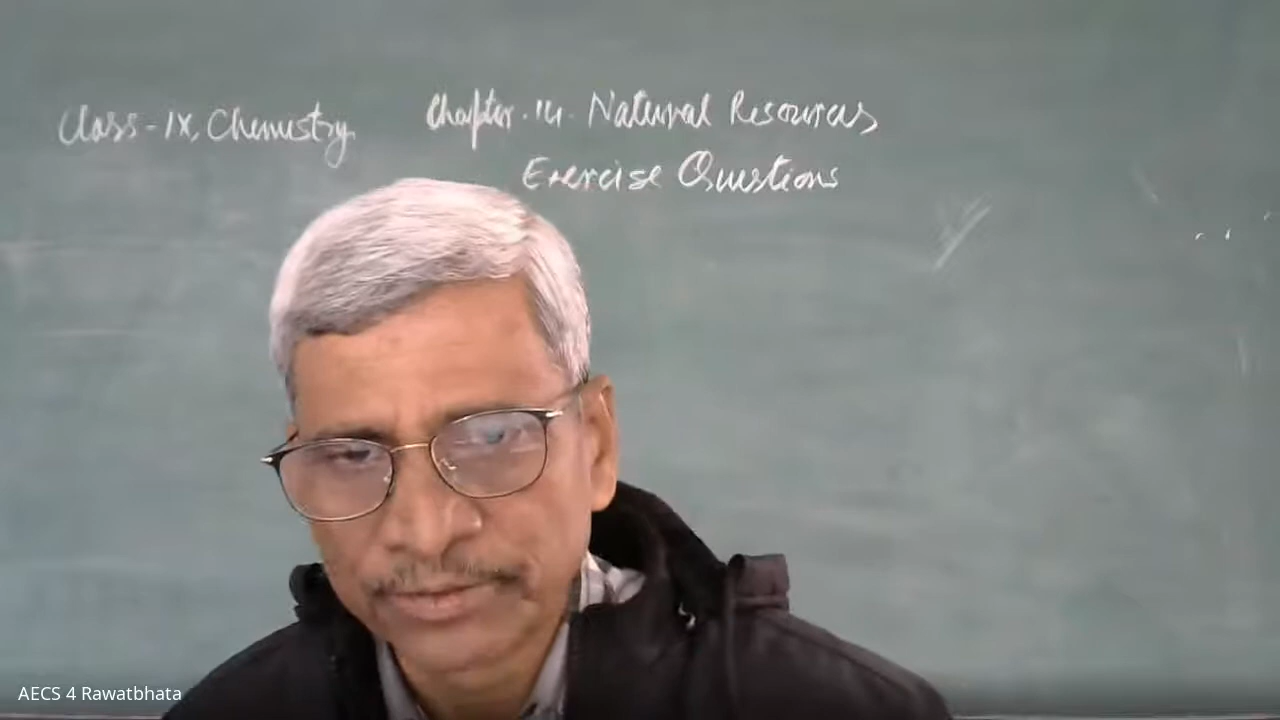 Class-IX, Chemistry
Chapter. 14. Natural Resources
Exercise Questions
AECS 4 Rawatbhata